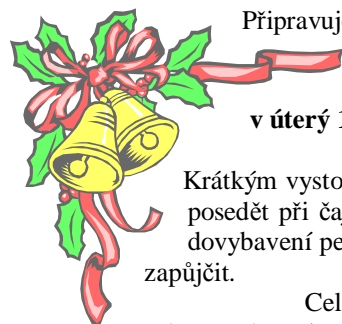 Připravuj
v úterý 1
Krátkým vysto
posedět při ča
dovybavení pe
zapůjčit.
Cel